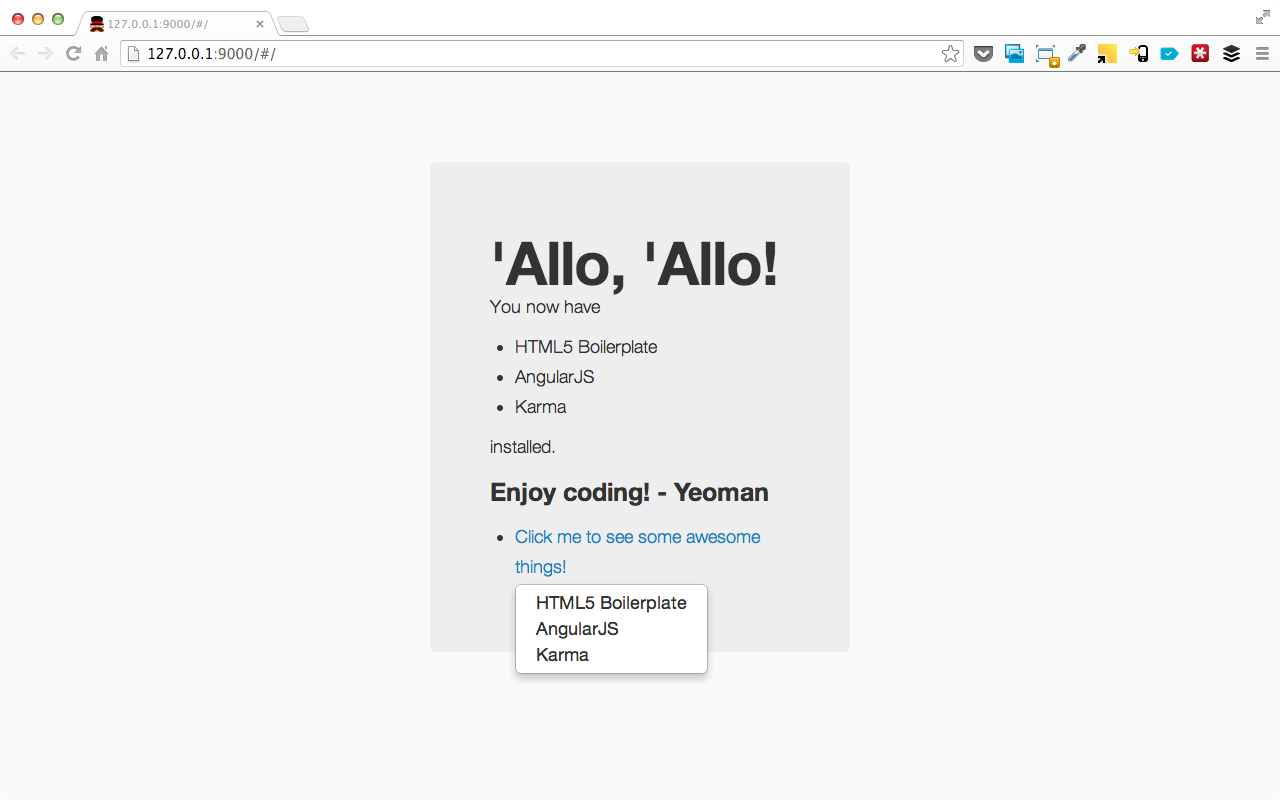 127.0.0.1:9000/#/
127.0.0.1:9000/#/
'Allo, 'Allo!
You now have
• HTML5 Boilerplate
• AngularJS
• Karma
installed.
Enjoy coding! - Yeoman
• Click me to see some awesome
things!
HTML5 Boilerplate
AngularJS
Karma